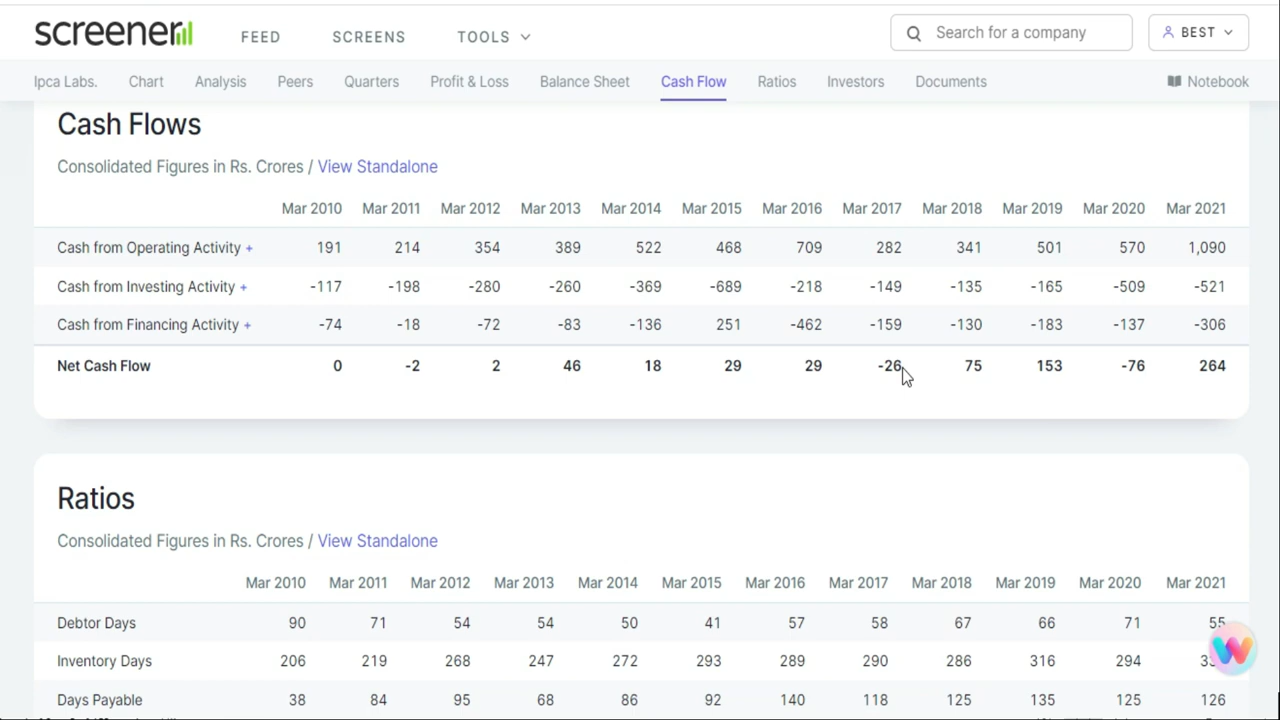 screener FEED SCREENS TOOLS Search for a company BEST
Ipca Labs. Chart Analysis Peers Quarters Profit & Loss Balance Sheet Cash Flow Ratios Investors Documents Notebook
Cash Flows
Consolidated Figures in Rs. Crores / View Standalone
Mar 2010 Mar 2011 Mar 2012 Mar 2013 Mar 2014 Mar 2015 Mar 2016 Mar 2017 Mar 2018 Mar 2019 Mar 2020 Mar 2021
Cash from Operating Activity + 191 214 354 389 522 468 709 282 341 501 570 1,090
Cash from Investing Activity + -117 -198 -280 -260 -369 -689 -218 -149 -135 -165 -509 -521
Cash from Financing Activity + -74 -18 -72 -83 -136 251 -462 -159 -130 -183 -137 -306
Net Cash Flow 0 -2 2 46 18 29 29 -26 75 153 -76 264
Ratios
Consolidated Figures in Rs. Crores / View Standalone
Mar 2010 Mar 2011 Mar 2012 Mar 2013 Mar 2014 Mar 2015 Mar 2016 Mar 2017 Mar 2018 Mar 2019 Mar 2020 Mar 2021
Debtor Days 90 71 54 54 50 41 57 58 67 66 71 55
Inventory Days 206 219 268 247 272 293 289 290 286 316 294
Days Payable 38 84 95 68 86 92 140 118 125 135 125 126